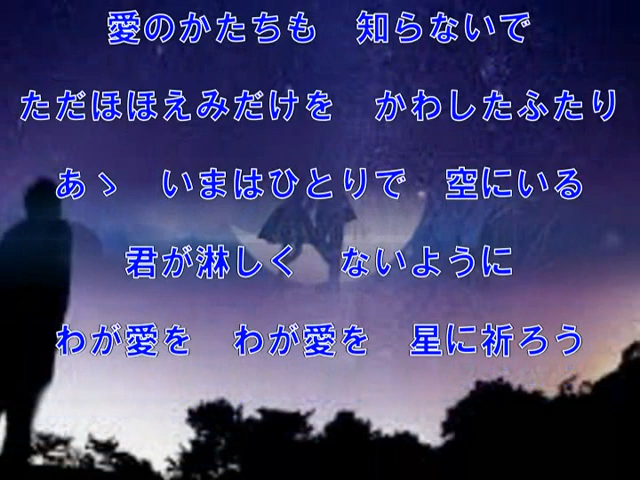 愛のかたちも　知らないで
ただほほえみだけを　かわしたふたり
あゝ　いまはひとりで　空にいる
君が淋しく　ないように
わが愛を　わが愛を　星に祈ろう